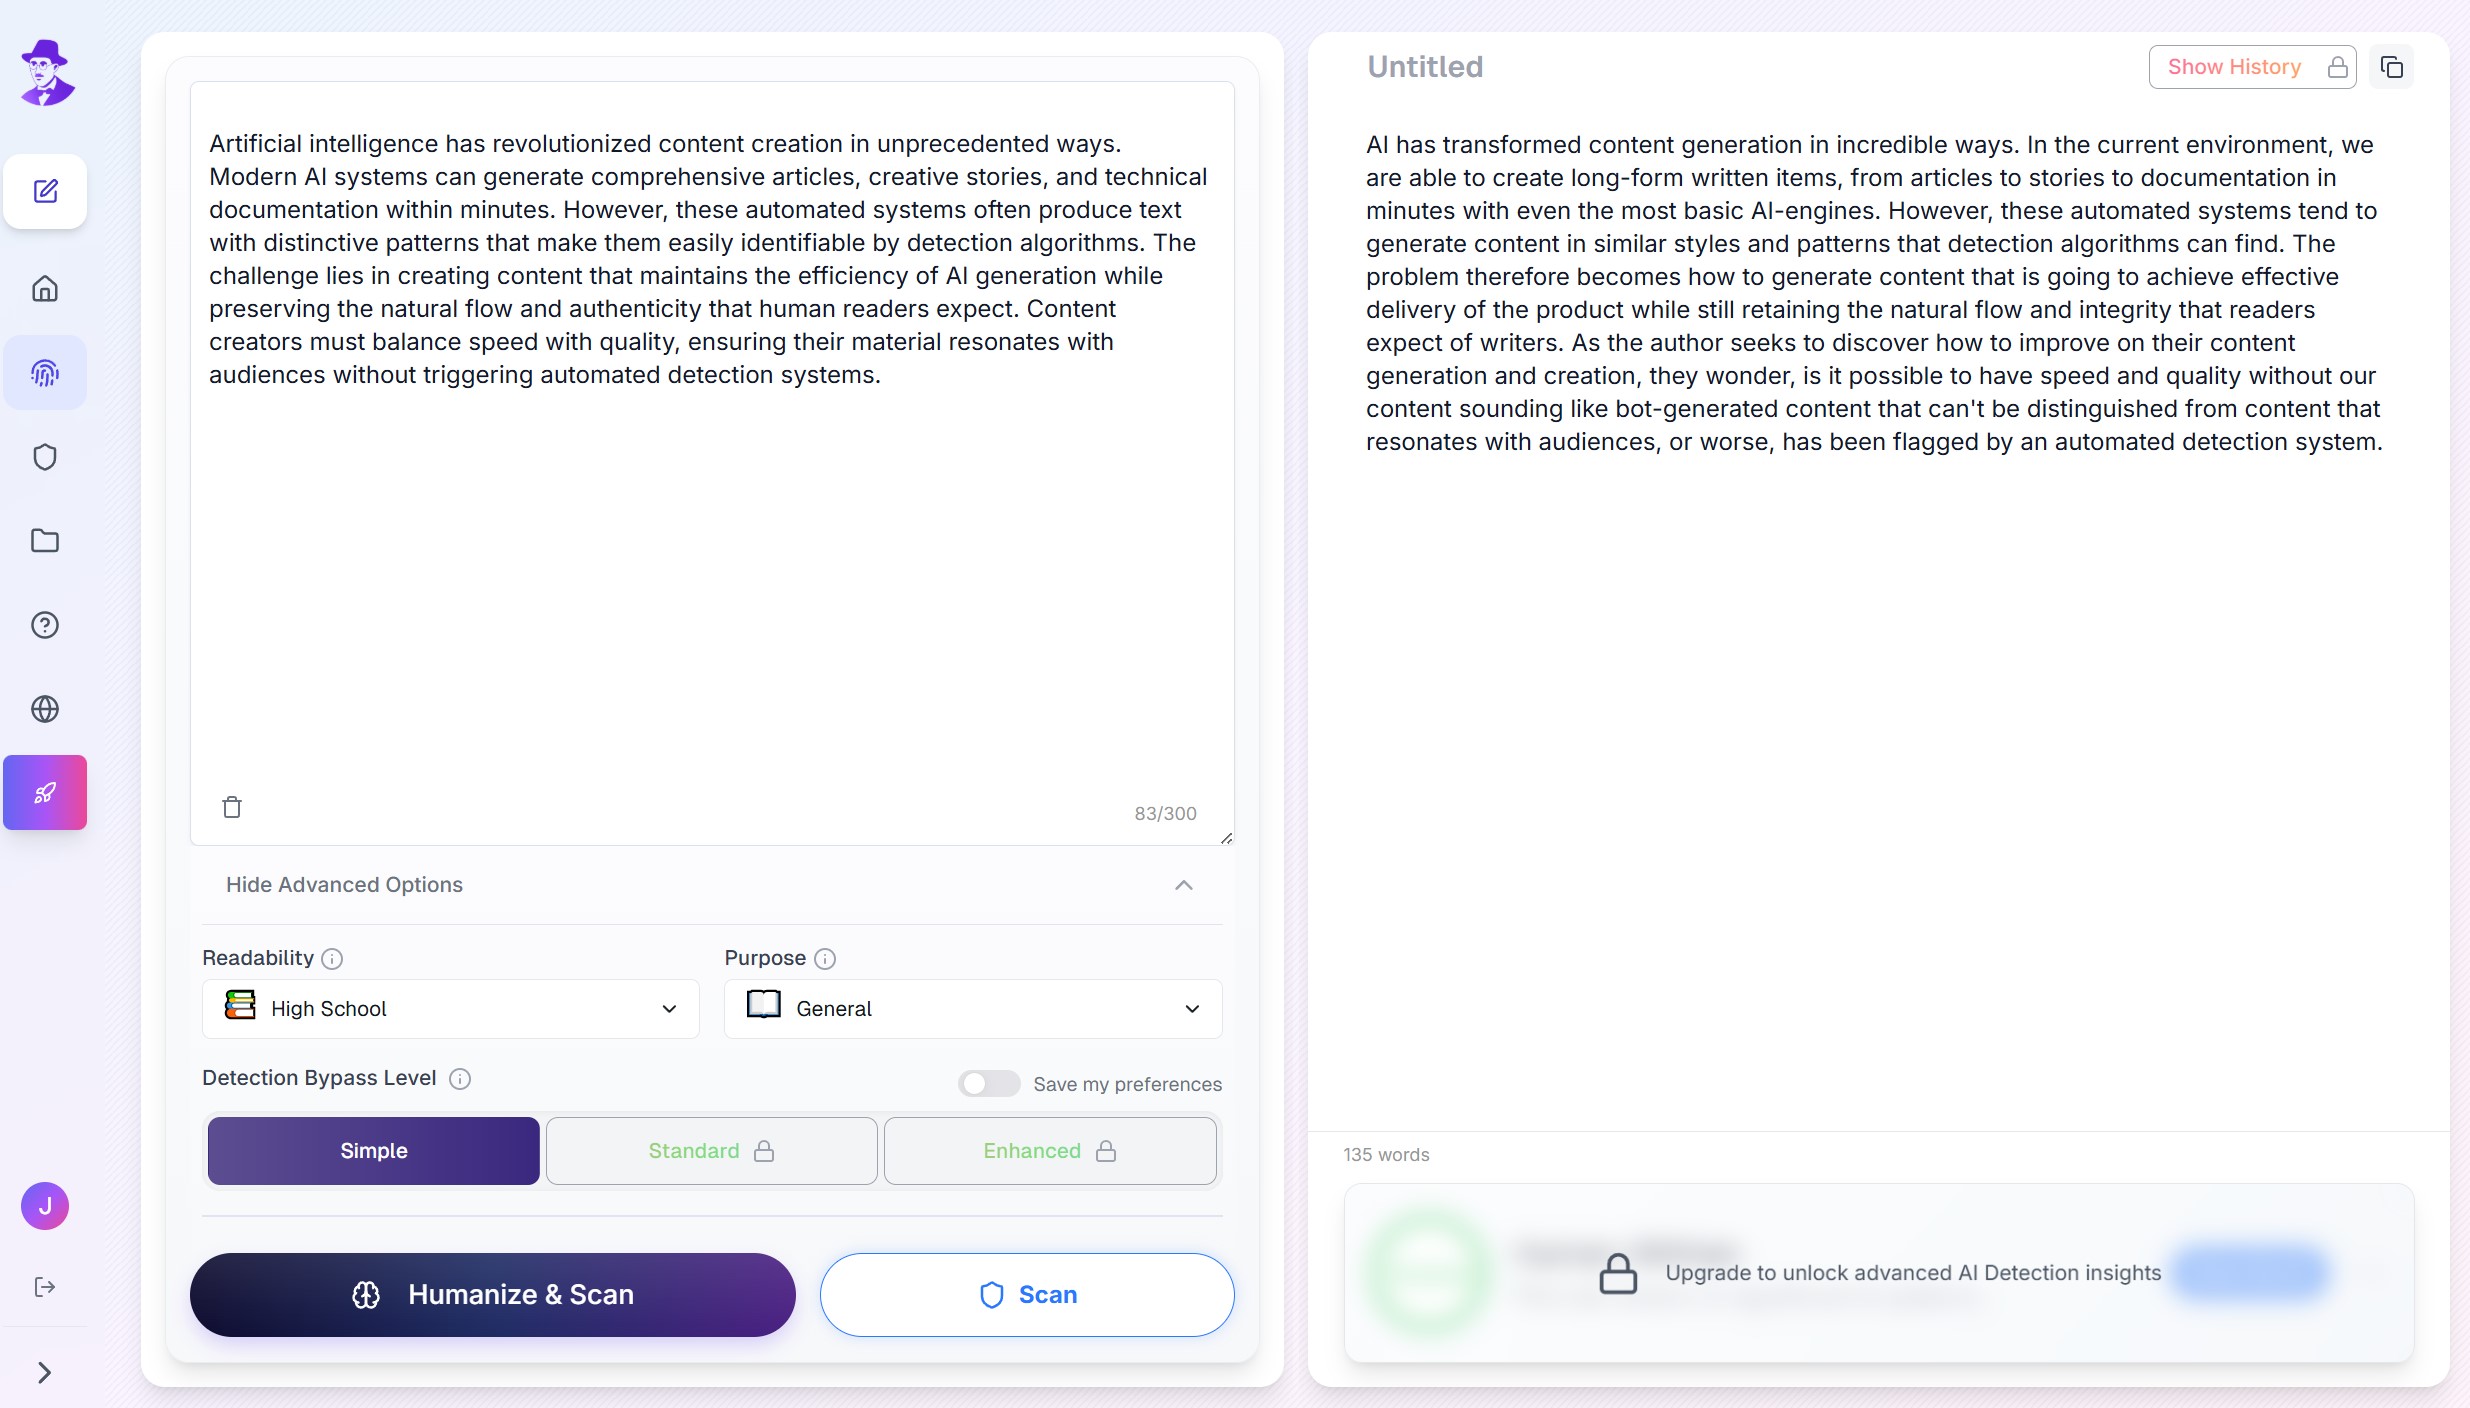 Artificial intelligence has revolutionized content creation in unprecedented ways.
Modern AI systems can generate comprehensive articles, creative stories, and technical
documentation within minutes. However, these automated systems often produce text
with distinctive patterns that make them easily identifiable by detection algorithms. The
challenge lies in creating content that maintains the efficiency of AI generation while
preserving the natural flow and authenticity that human readers expect. Content
creators must balance speed with quality, ensuring their material resonates with
audiences without triggering automated detection systems.
83/300
Hide Advanced Options
Readability
Purpose
High School
General
Detection Bypass Level
Save my preferences
Simple
Standard
Enhanced
Humanize & Scan
Scan
J
Untitled
Show History
AI has transformed content generation in incredible ways. In the current environment, we
are able to create long-form written items, from articles to stories to documentation in
minutes with even the most basic AI-engines. However, these automated systems tend to
generate content in similar styles and patterns that detection algorithms can find. The
problem therefore becomes how to generate content that is going to achieve effective
delivery of the product while still retaining the natural flow and integrity that readers
expect of writers. As the author seeks to discover how to improve on their content
generation and creation, they wonder, is it possible to have speed and quality without our
content sounding like bot-generated content that can't be distinguished from content that
resonates with audiences, or worse, has been flagged by an automated detection system.
135 words
Upgrade to unlock advanced AI Detection insights